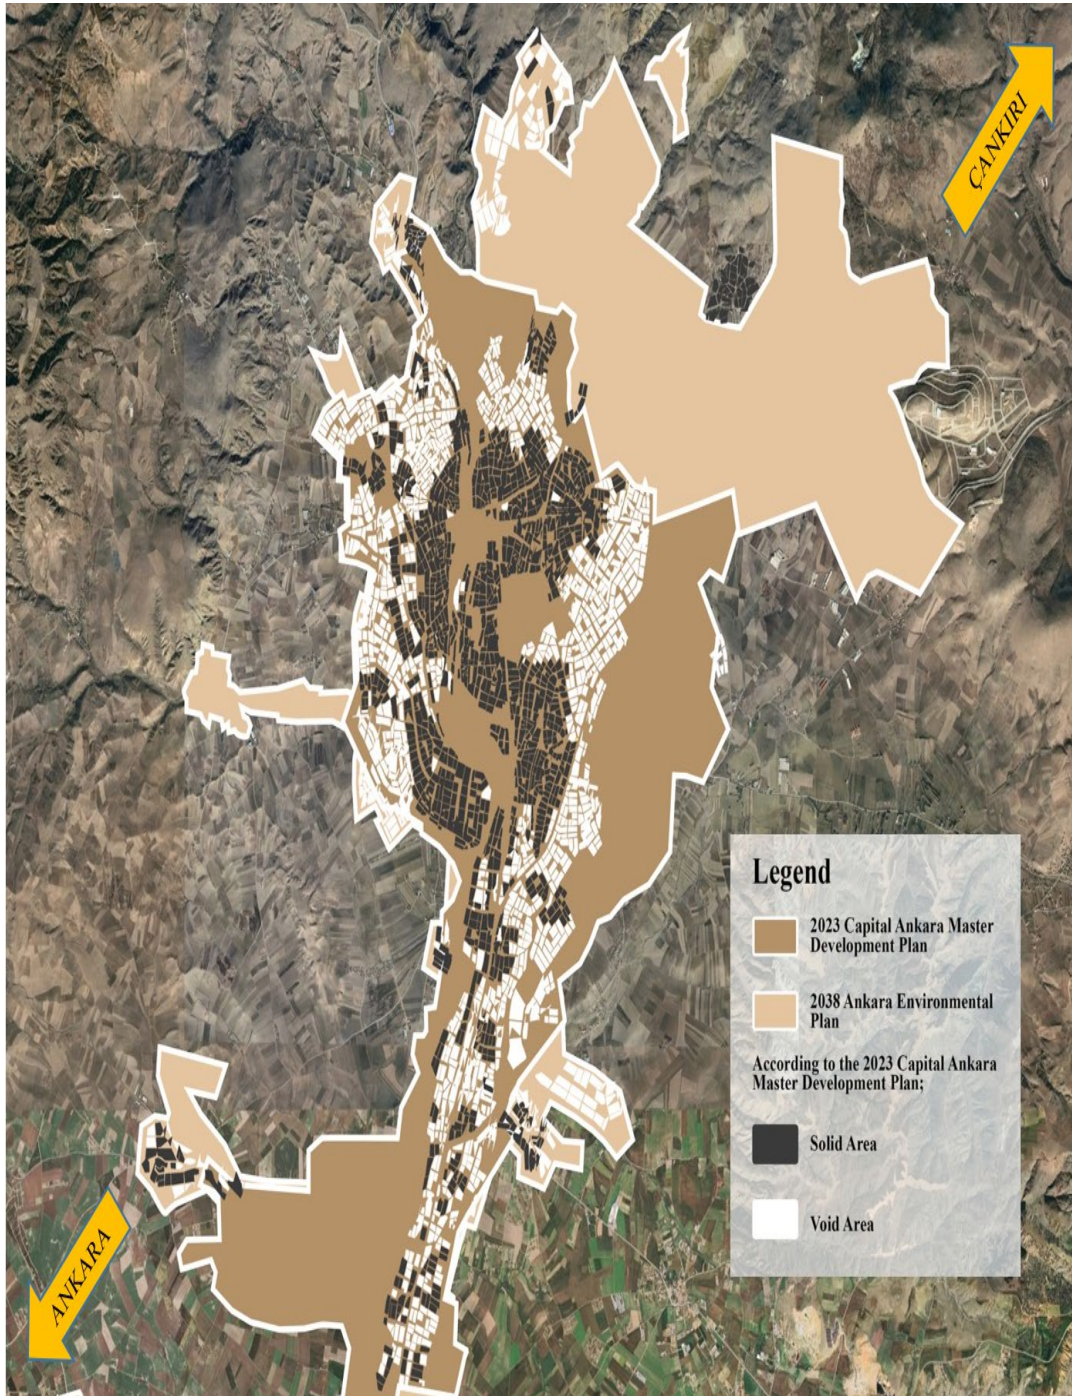 ÇANKIRI
Legend
2023 Capital Ankara Master
Development Plan
2038 Ankara Environmental
Plan
According to the 2023 Capital Ankara
Master Development Plan;
Solid Area
Void Area
ANKARA